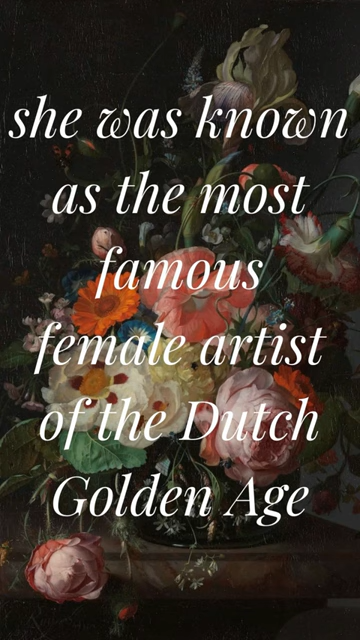 she was known
as the most
famous
female artist
of the Dutch
Golden Age